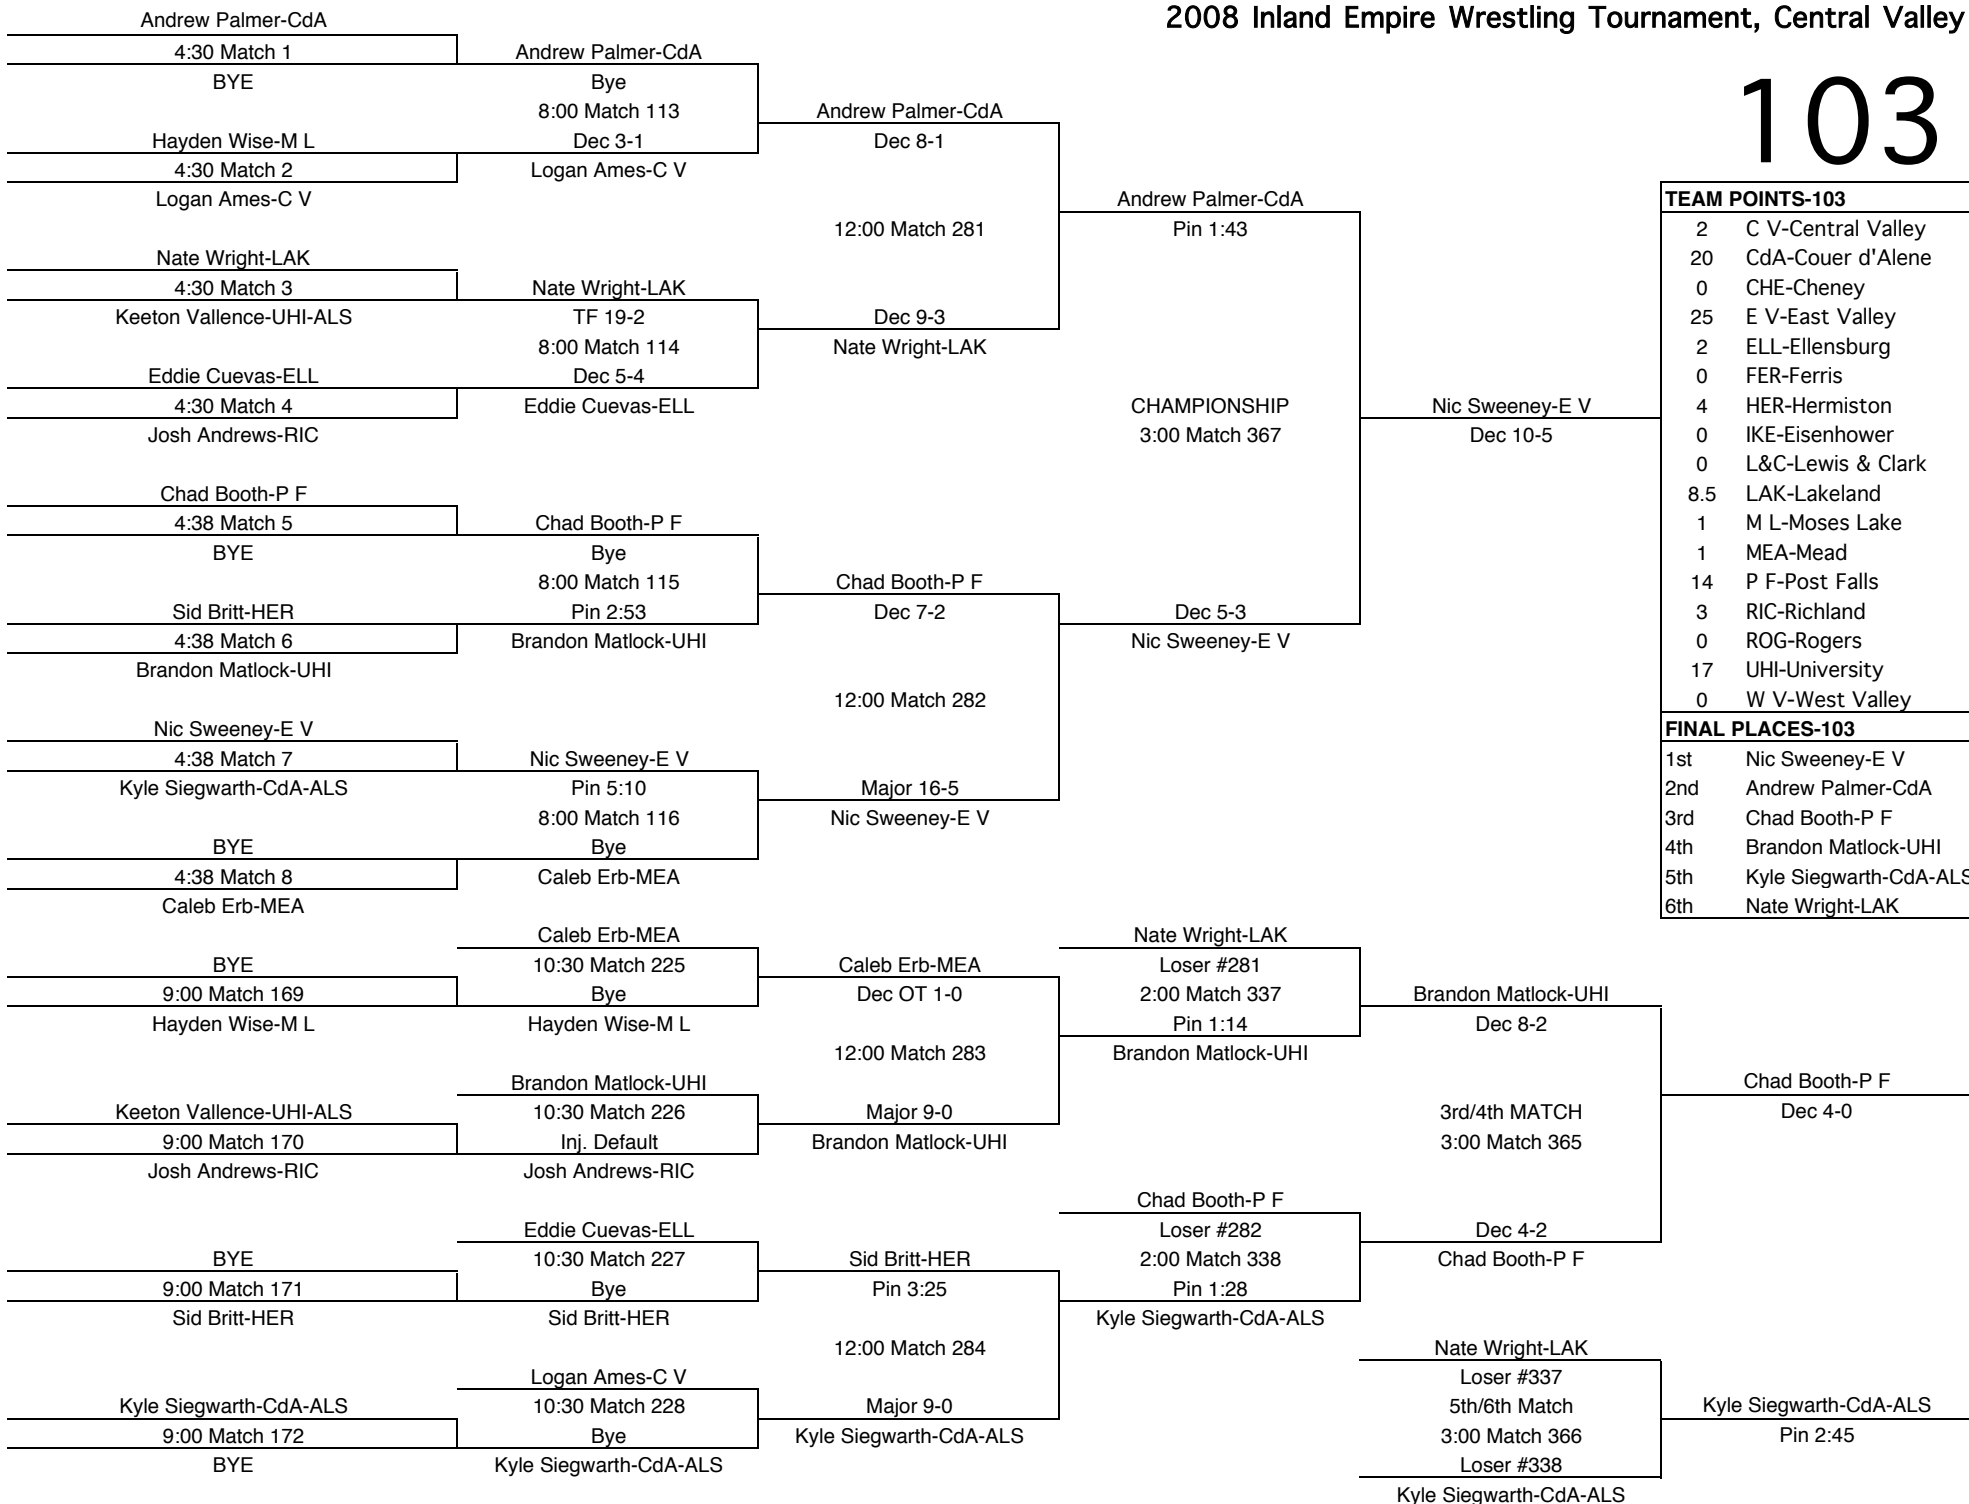 2008 Inland Empire Wrestling Tournament, Central Valley
103
Andrew Palmer-CdA
4:30 Match 1
BYE
Hayden Wise-M L
4:30 Match 2
Logan Ames-C V
Nate Wright-LAK
4:30 Match 3
Keeton Vallence-UHI-ALS
Eddie Cuevas-ELL
4:30 Match 4
Josh Andrews-RIC
Chad Booth-P F
4:38 Match 5
BYE
Sid Britt-HER
4:38 Match 6
Brandon Matlock-UHI
Nic Sweeney-E V
4:38 Match 7
Kyle Siegwarth-CdA-ALS
BYE
4:38 Match 8
Caleb Erb-MEA
Andrew Palmer-CdA
Bye
8:00 Match 113
Dec 3-1
Logan Ames-C V
Nate Wright-LAK
TF 19-2
8:00 Match 114
Dec 5-4
Eddie Cuevas-ELL
Chad Booth-P F
Bye
8:00 Match 115
Pin 2:53
Brandon Matlock-UHI
Nic Sweeney-E V
Pin 5:10
8:00 Match 116
Bye
Caleb Erb-MEA
Andrew Palmer-CdA
Dec 8-1
12:00 Match 281
Dec 9-3
Nate Wright-LAK
Chad Booth-P F
Dec 7-2
12:00 Match 282
Major 16-5
Nic Sweeney-E V
Andrew Palmer-CdA
Pin 1:43
CHAMPIONSHIP
3:00 Match 367
Dec 5-3
Nic Sweeney-E V
Nic Sweeney-E V
Dec 10-5
TEAM POINTS-103
2 C V-Central Valley
20 CdA-Couer d'Alene
0 CHE-Cheney
25 E V-East Valley
2 ELL-Ellensburg
0 FER-Ferris
4 HER-Hermiston
0 IKE-Eisenhower
0 L&C-Lewis & Clark
8.5 LAK-Lakeland
1 M L-Moses Lake
1 MEA-Mead
14 P F-Post Falls
3 RIC-Richland
0 ROG-Rogers
17 UHI-University
0 W V-West Valley
FINAL PLACES-103
1st Nic Sweeney-E V
2nd Andrew Palmer-CdA
3rd Chad Booth-P F
4th Brandon Matlock-UHI
5th Kyle Siegwarth-CdA-ALS
6th Nate Wright-LAK
BYE
9:00 Match 169
Hayden Wise-M L
Keeton Vallence-UHI-ALS
9:00 Match 170
Josh Andrews-RIC
BYE
9:00 Match 171
Sid Britt-HER
Kyle Siegwarth-CdA-ALS
9:00 Match 172
BYE
Caleb Erb-MEA
10:30 Match 225
Bye
Hayden Wise-M L
Brandon Matlock-UHI
10:30 Match 226
Inj. Default
Josh Andrews-RIC
Eddie Cuevas-ELL
10:30 Match 227
Bye
Sid Britt-HER
Logan Ames-C V
10:30 Match 228
Bye
Kyle Siegwarth-CdA-ALS
Caleb Erb-MEA
Dec OT 1-0
12:00 Match 283
Major 9-0
Brandon Matlock-UHI
Sid Britt-HER
Pin 3:25
12:00 Match 284
Major 9-0
Kyle Siegwarth-CdA-ALS
Nate Wright-LAK
Loser #281
2:00 Match 337
Pin 1:14
Brandon Matlock-UHI
Chad Booth-P F
Loser #282
2:00 Match 338
Pin 1:28
Kyle Siegwarth-CdA-ALS
Brandon Matlock-UHI
Dec 8-2
3rd/4th MATCH
3:00 Match 365
Dec 4-2
Chad Booth-P F
Nate Wright-LAK
Loser #337
5th/6th Match
3:00 Match 366
Loser #338
Kyle Siegwarth-CdA-ALS
Chad Booth-P F
Dec 4-0
Kyle Siegwarth-CdA-ALS
Pin 2:45